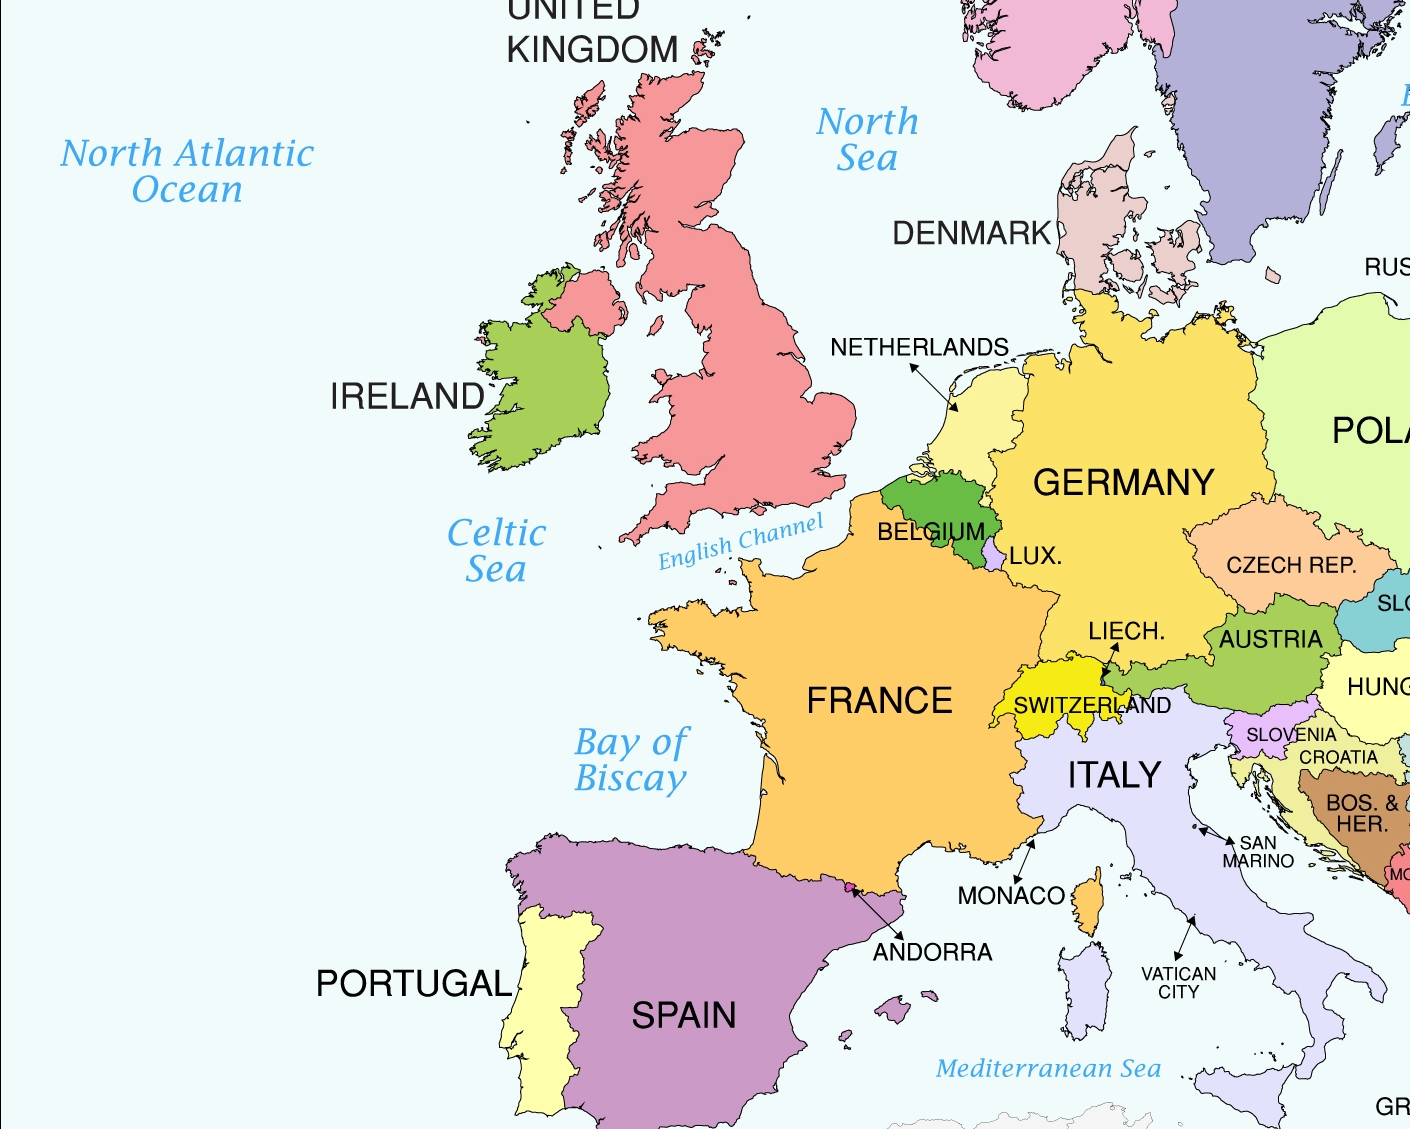 UNITED
KINGDOM
North
Sea
North Atlantic
Ocean
DENMARK
RUS
NETHERLANDS
IRELAND
POLA
GERMANY
Celtic
Sea
English Channel
BELGIUM
LUX.
CZECH REP.
SLO
LIECH.
AUSTRIA
HUNG
FRANCE
SWITZERLAND
SLOVENIA
Bay of
Biscay
CROATIA
ITALY
BOS. &
HER.
SAN
MARINO
MO
MONACO
ANDORRA
PORTUGAL
VATICAN
CITY
SPAIN
Mediterranean Sea
GR